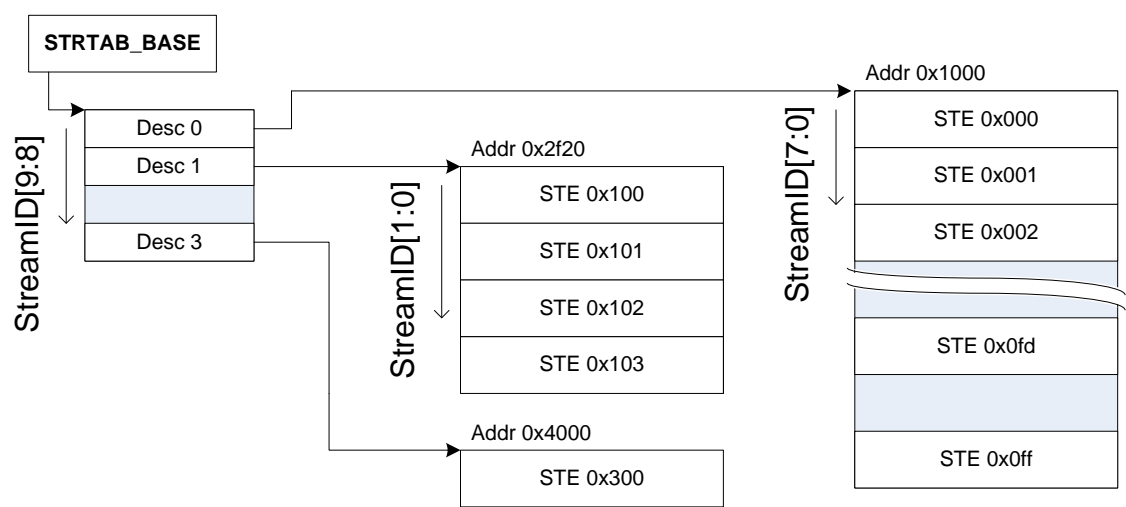 STRTAB_BASE
StreamID[9:8]
Desc 0
Desc 1
Desc 3
Addr 0x2f20
StreamID[1:0]
STE 0x100
STE 0x101
STE 0x102
STE 0x103
Addr 0x4000
STE 0x300
Addr 0x1000
StreamID[7:0]
STE 0x000
STE 0x001
STE 0x002
STE 0x0fd
STE 0x0ff